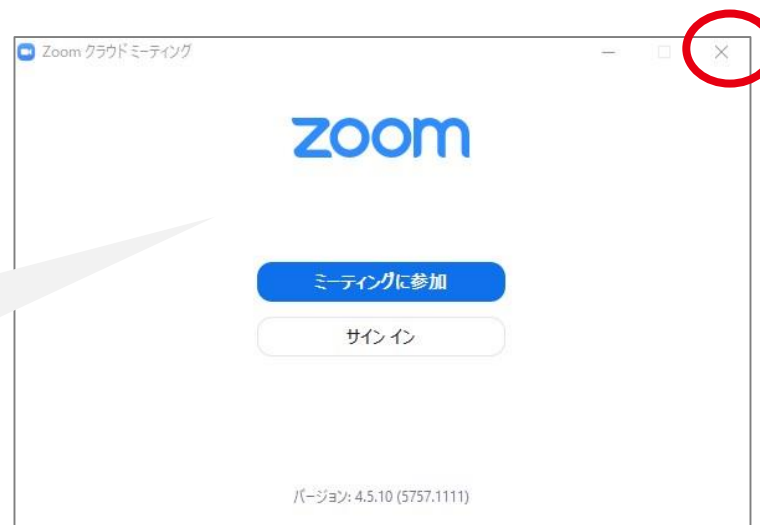 Zoom クラウド ミーティング
zoom
ミーティングに参加
サイン イン
バージョン: 4.5.10 (5757.1111)